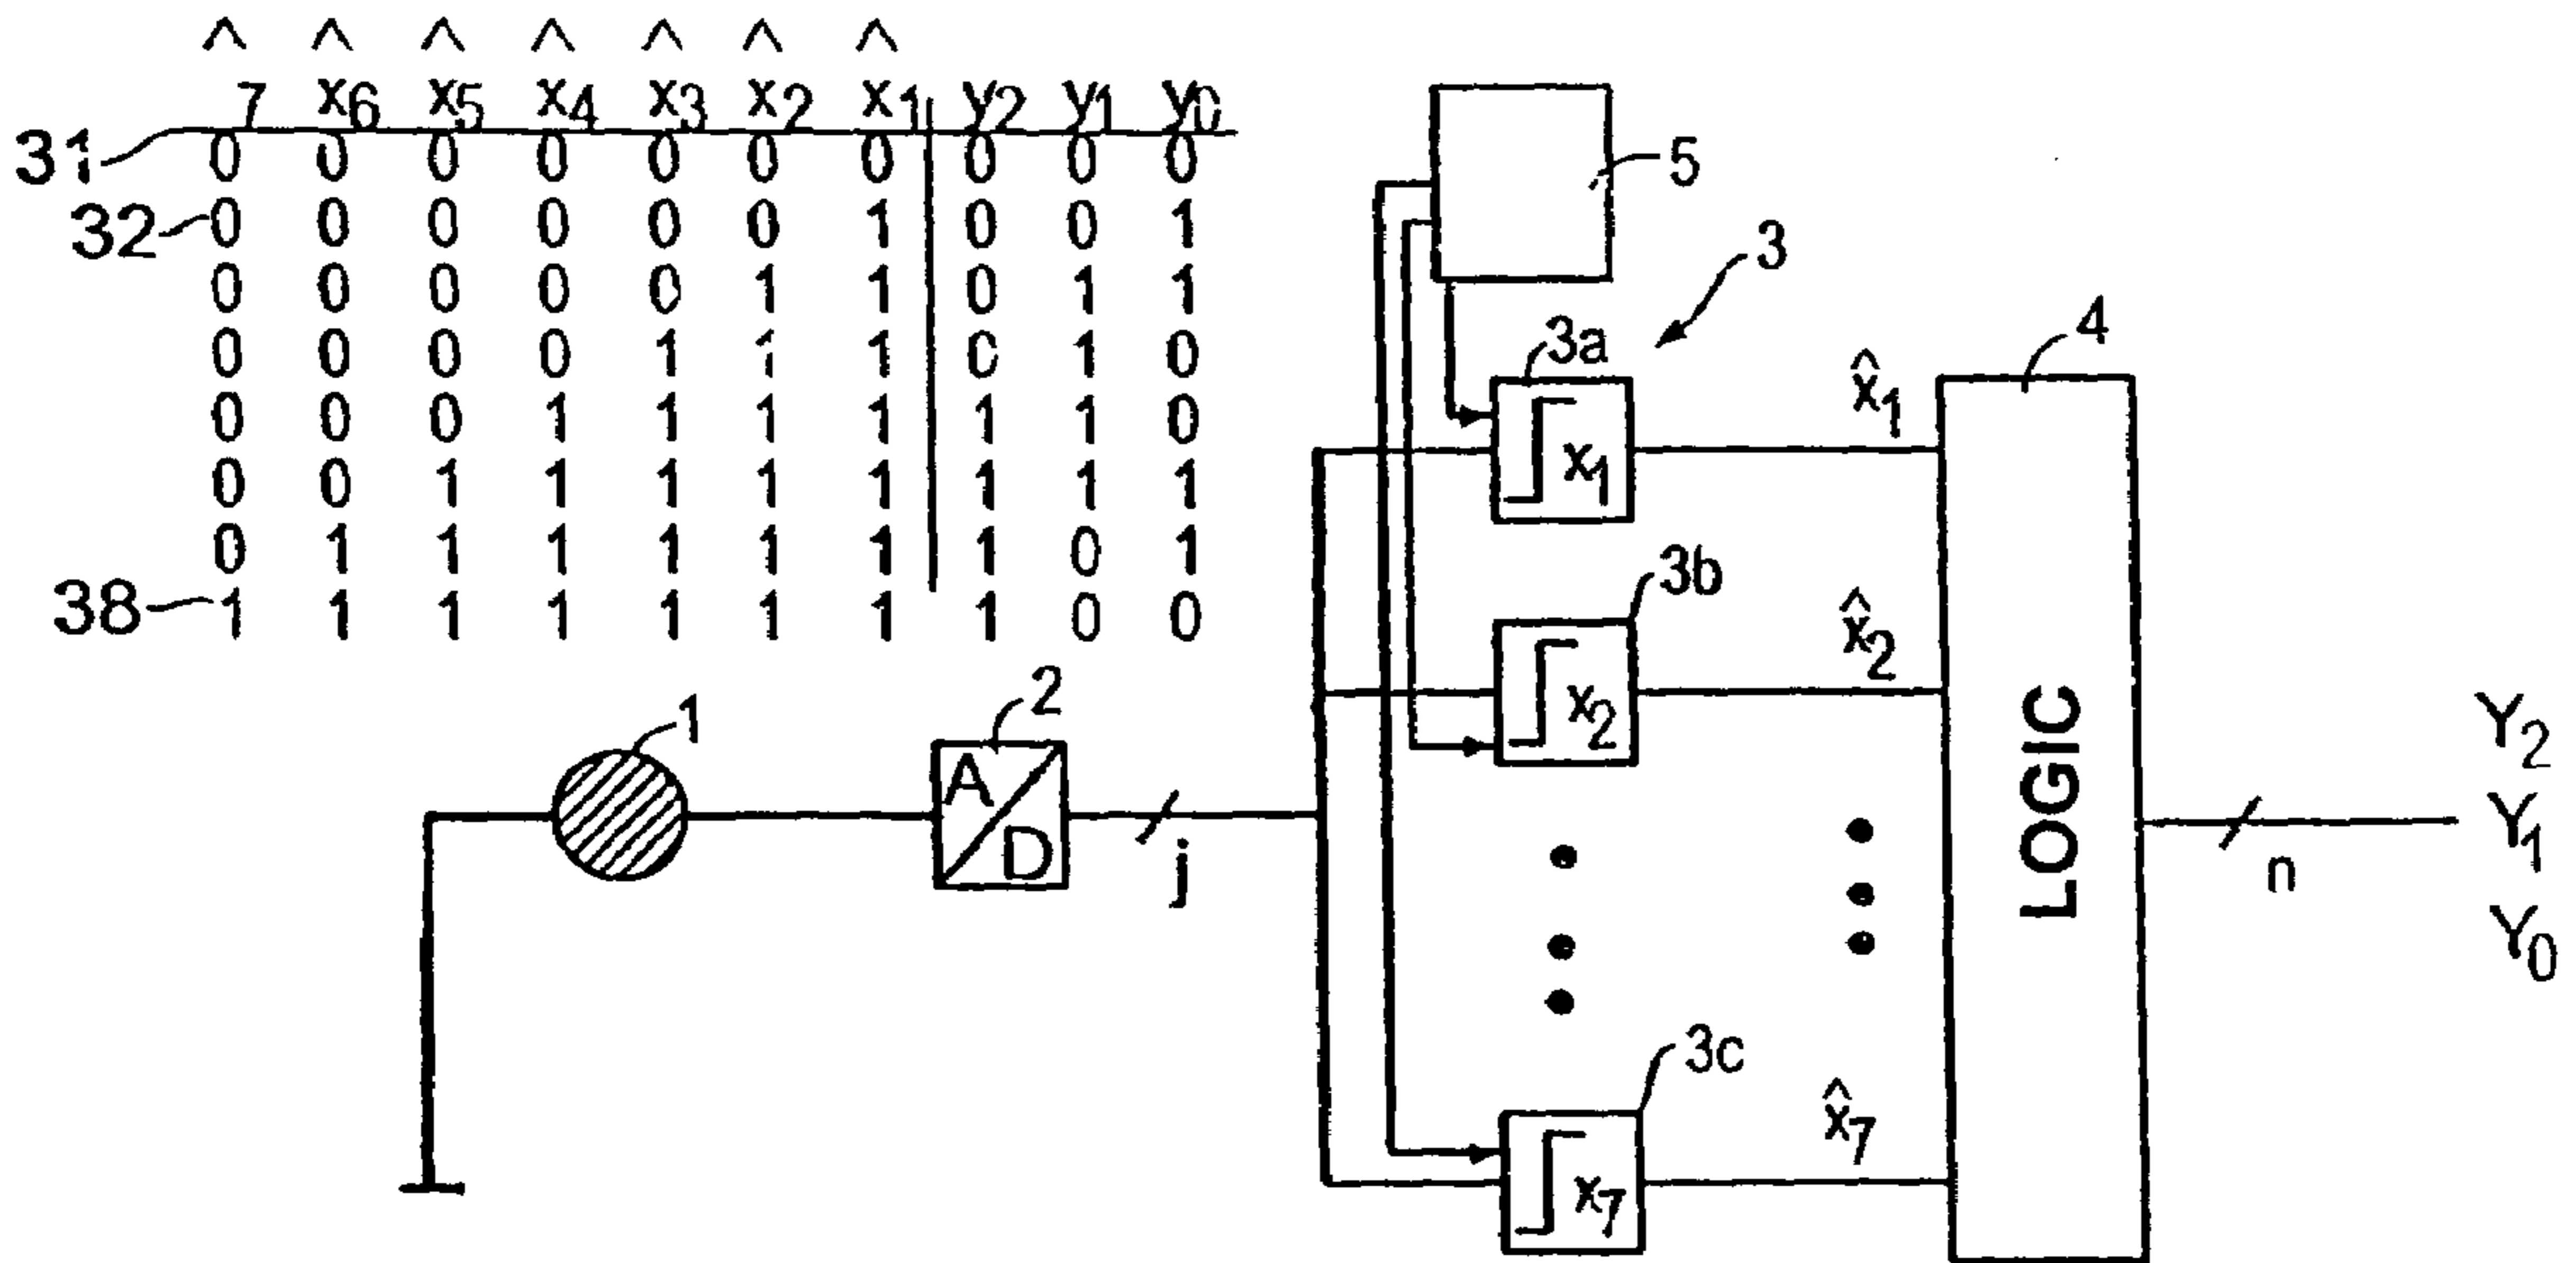 ^ ^ ^ ^ ^ ^ ^
7 x6 x5 x4 x3 x2 x1 y2 y1 y0
31 0 0 0 0 0 0 0 0 0 0
32 0 0 0 0 0 0 1 0 0 1
0 0 0 0 0 1 1 0 1 1
0 0 0 0 1 1 1 0 1 0
0 0 0 1 1 1 1 1 1 0
0 0 1 1 1 1 1 1 1 1
0 1 1 1 1 1 1 1 0 1
38 1 1 1 1 1 1 1 1 0 0
5
3
3a
x1
x̂1
4
3b
x2
x̂2
1
2
A
D
j
LOGIC
n
Y2
Y1
Y0
3c
x7
x̂7